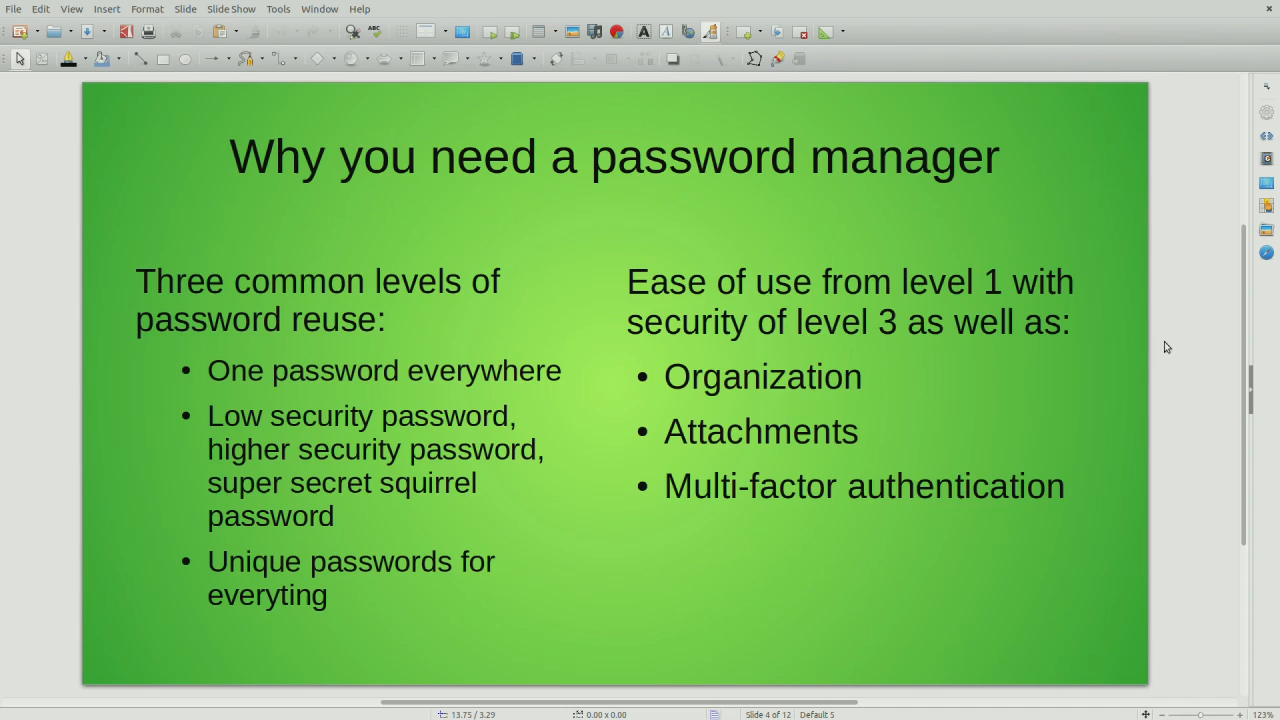 File Edit View Insert Format Slide Slide Show Tools Window Help
Why you need a password manager
Three common levels of
password reuse:
• One password everywhere
• Low security password,
higher security password,
super secret squirrel
password
• Unique passwords for
everyting
Ease of use from level 1 with
security of level 3 as well as:
• Organization
• Attachments
• Multi-factor authentication
13.75 / 3.29 0.00 x 0.00 Slide 4 of 12 Default 5 123%